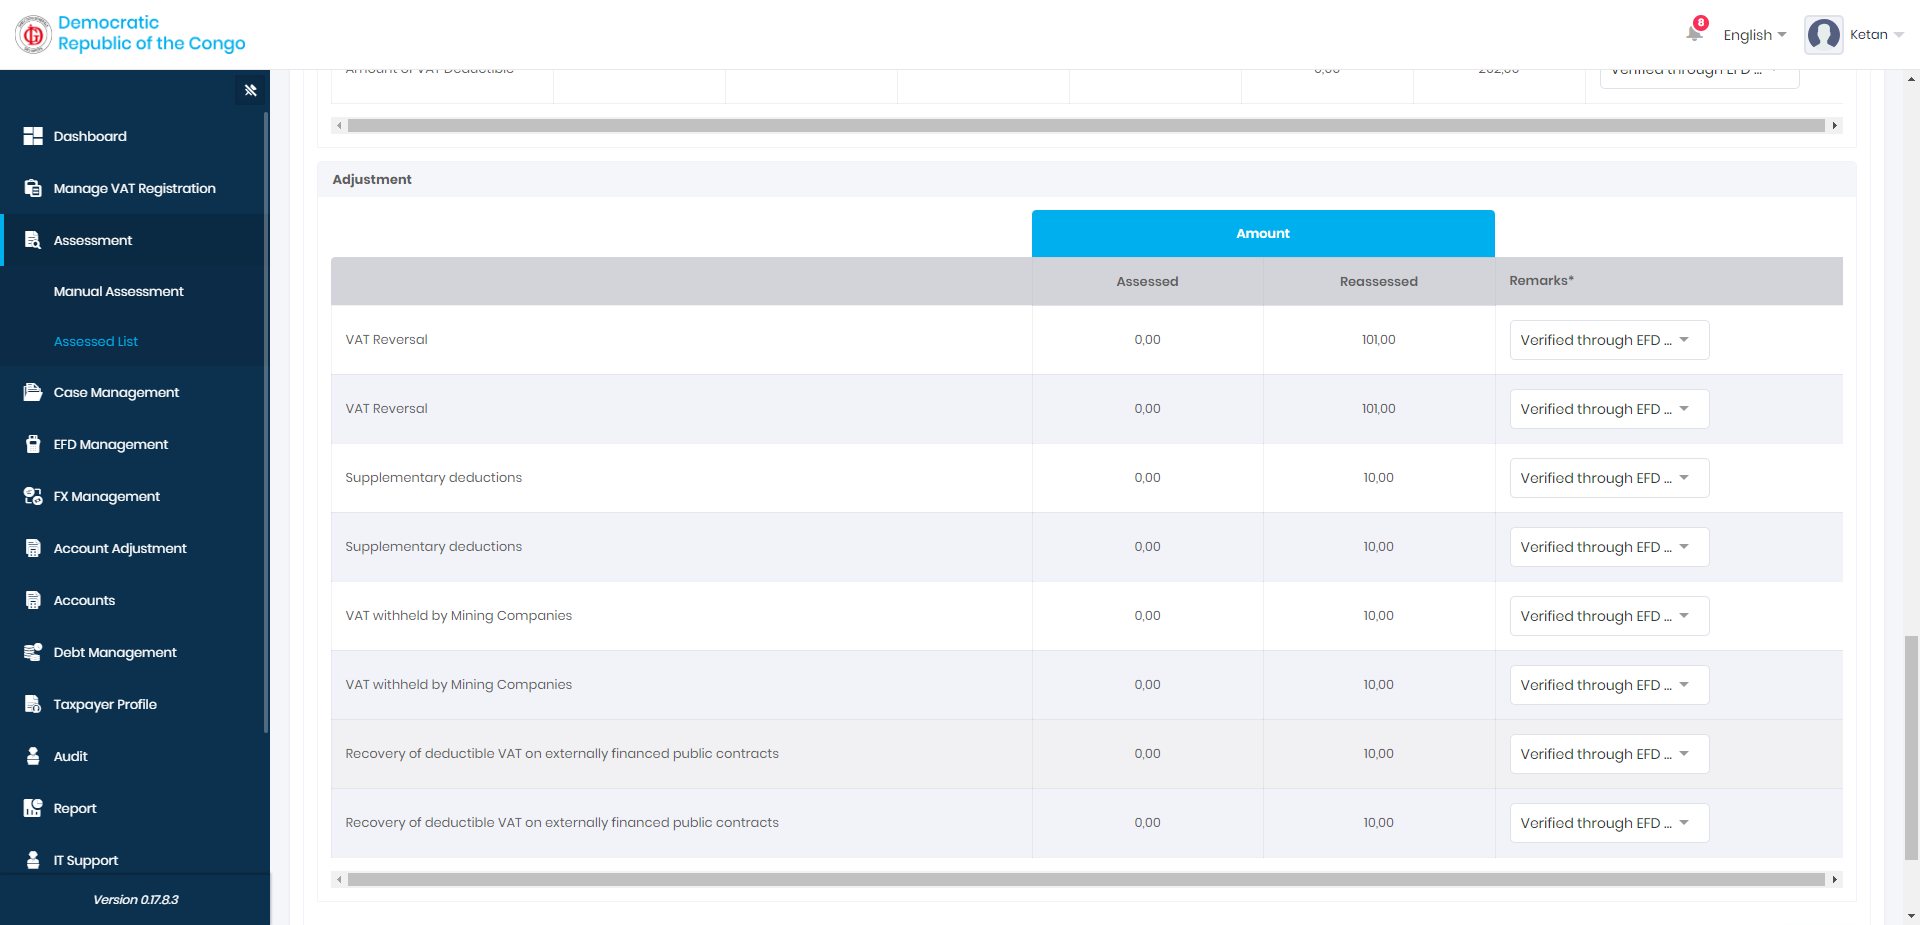 Democratic
Republic of the Congo
8
English
Ketan
Dashboard
Manage VAT Registration
Assessment
Manual Assessment
Assessed List
Case Management
EFD Management
FX Management
Account Adjustment
Accounts
Debt Management
Taxpayer Profile
Audit
Report
IT Support
Version 0.17.8.3
Amount of VAT Deductible 0,00 202,00 Verified through EFD ...
Adjustment
Amount
Assessed Reassessed Remarks*
VAT Reversal 0,00 101,00 Verified through EFD ...
VAT Reversal 0,00 101,00 Verified through EFD ...
Supplementary deductions 0,00 10,00 Verified through EFD ...
Supplementary deductions 0,00 10,00 Verified through EFD ...
VAT withheld by Mining Companies 0,00 10,00 Verified through EFD ...
VAT withheld by Mining Companies 0,00 10,00 Verified through EFD ...
Recovery of deductible VAT on externally financed public contracts 0,00 10,00 Verified through EFD ...
Recovery of deductible VAT on externally financed public contracts 0,00 10,00 Verified through EFD ...